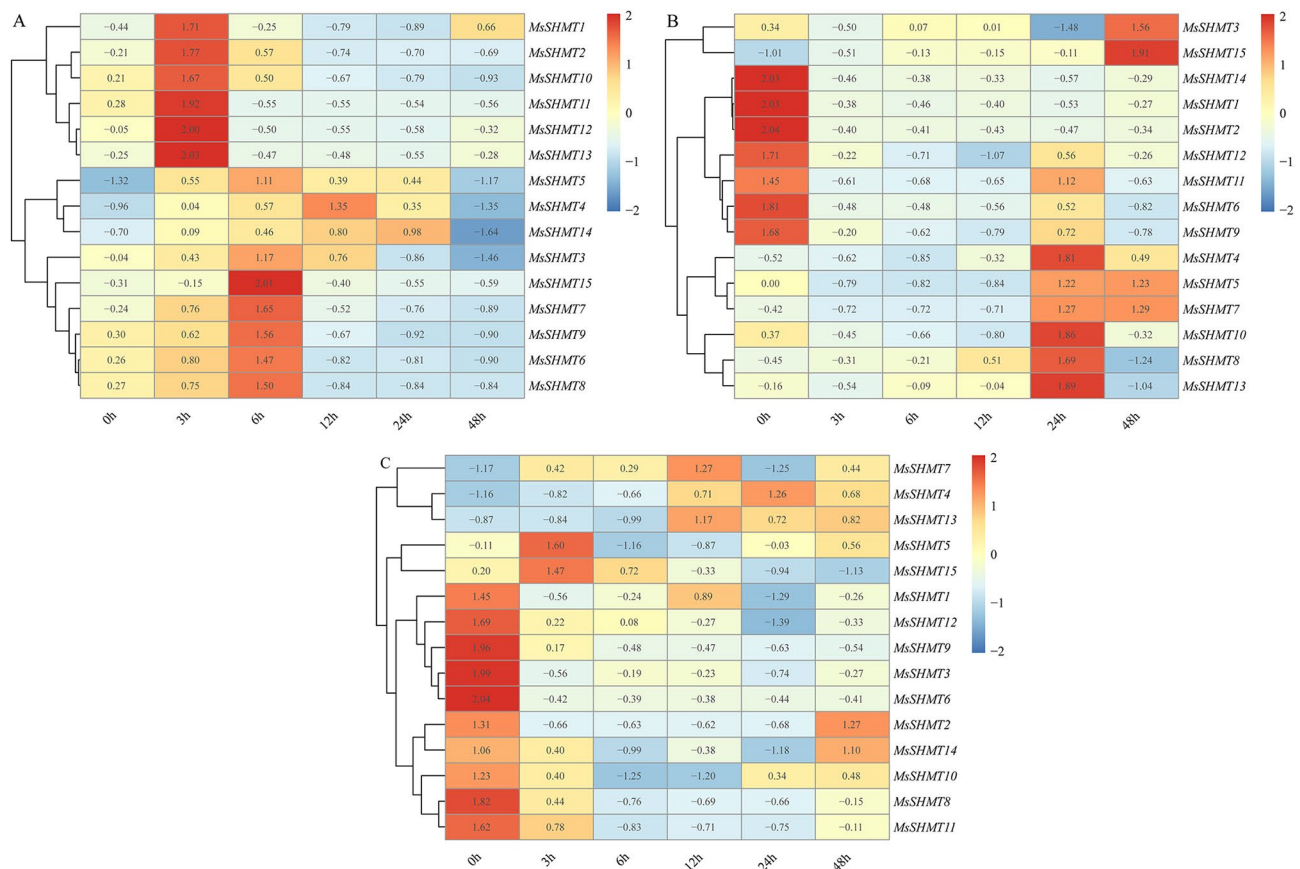 A
−0.44 1.71 −0.25 −0.79 −0.89 0.66 MsSHMT1
−0.21 1.77 0.57 −0.74 −0.70 −0.69 MsSHMT2
0.21 1.67 0.50 −0.67 −0.79 −0.93 MsSHMT10
0.28 1.92 −0.55 −0.55 −0.54 −0.56 MsSHMT11
−0.05 2.00 −0.50 −0.55 −0.58 −0.32 MsSHMT12
−0.25 2.03 −0.47 −0.48 −0.55 −0.28 MsSHMT13
−1.32 0.55 1.11 0.39 0.44 −1.17 MsSHMT5
−0.96 0.04 0.57 1.35 0.35 −1.35 MsSHMT4
−0.70 0.09 0.46 0.80 0.98 −1.64 MsSHMT14
−0.04 0.43 1.17 0.76 −0.86 −1.46 MsSHMT3
−0.31 −0.15 2.01 −0.40 −0.55 −0.59 MsSHMT15
−0.24 0.76 1.65 −0.52 −0.76 −0.89 MsSHMT7
0.30 0.62 1.56 −0.67 −0.92 −0.90 MsSHMT9
0.26 0.80 1.47 −0.82 −0.81 −0.90 MsSHMT6
0.27 0.75 1.50 −0.84 −0.84 −0.84 MsSHMT8
0h 3h 6h 12h 24h 48h
2
1
0
−1
−2
B
0.34 −0.50 0.07 0.01 −1.48 1.56 MsSHMT3
−1.01 −0.51 −0.13 −0.15 −0.11 1.91 MsSHMT15
2.03 −0.46 −0.38 −0.33 −0.57 −0.29 MsSHMT14
2.03 −0.38 −0.46 −0.40 −0.53 −0.27 MsSHMT1
2.04 −0.40 −0.41 −0.43 −0.47 −0.34 MsSHMT2
1.71 −0.22 −0.71 −1.07 0.56 −0.26 MsSHMT12
1.45 −0.61 −0.68 −0.65 1.12 −0.63 MsSHMT11
1.81 −0.48 −0.48 −0.56 0.52 −0.82 MsSHMT6
1.68 −0.20 −0.62 −0.79 0.72 −0.78 MsSHMT9
−0.52 −0.62 −0.85 −0.32 1.81 0.49 MsSHMT4
0.00 −0.79 −0.82 −0.84 1.22 1.23 MsSHMT5
−0.42 −0.72 −0.72 −0.71 1.27 1.29 MsSHMT7
0.37 −0.45 −0.66 −0.80 1.86 −0.32 MsSHMT10
−0.45 −0.31 −0.21 0.51 1.69 −1.24 MsSHMT8
−0.16 −0.54 −0.09 −0.04 1.89 −1.04 MsSHMT13
0h 3h 6h 12h 24h 48h
2
1
0
−1
−2
C
−1.17 0.42 0.29 1.27 −1.25 0.44 MsSHMT7
−1.16 −0.82 −0.66 0.71 1.26 0.68 MsSHMT4
−0.87 −0.84 −0.99 1.17 0.72 0.82 MsSHMT13
−0.11 1.60 −1.16 −0.87 −0.03 0.56 MsSHMT5
0.20 1.47 0.72 −0.33 −0.94 −1.13 MsSHMT15
1.45 −0.56 −0.24 0.89 −1.29 −0.26 MsSHMT1
1.69 0.22 0.08 −0.27 −1.39 −0.33 MsSHMT12
1.96 0.17 −0.48 −0.47 −0.63 −0.54 MsSHMT9
1.99 −0.56 −0.19 −0.23 −0.74 −0.27 MsSHMT3
2.04 −0.42 −0.39 −0.38 −0.44 −0.41 MsSHMT6
1.31 −0.66 −0.63 −0.62 −0.68 1.27 MsSHMT2
1.06 0.40 −0.99 −0.38 −1.18 1.10 MsSHMT14
1.23 0.40 −1.25 −1.20 0.34 0.48 MsSHMT10
1.82 0.44 −0.76 −0.69 −0.66 −0.15 MsSHMT8
1.62 0.78 −0.83 −0.71 −0.75 −0.11 MsSHMT11
0h 3h 6h 12h 24h 48h
2
1
0
−1
−2